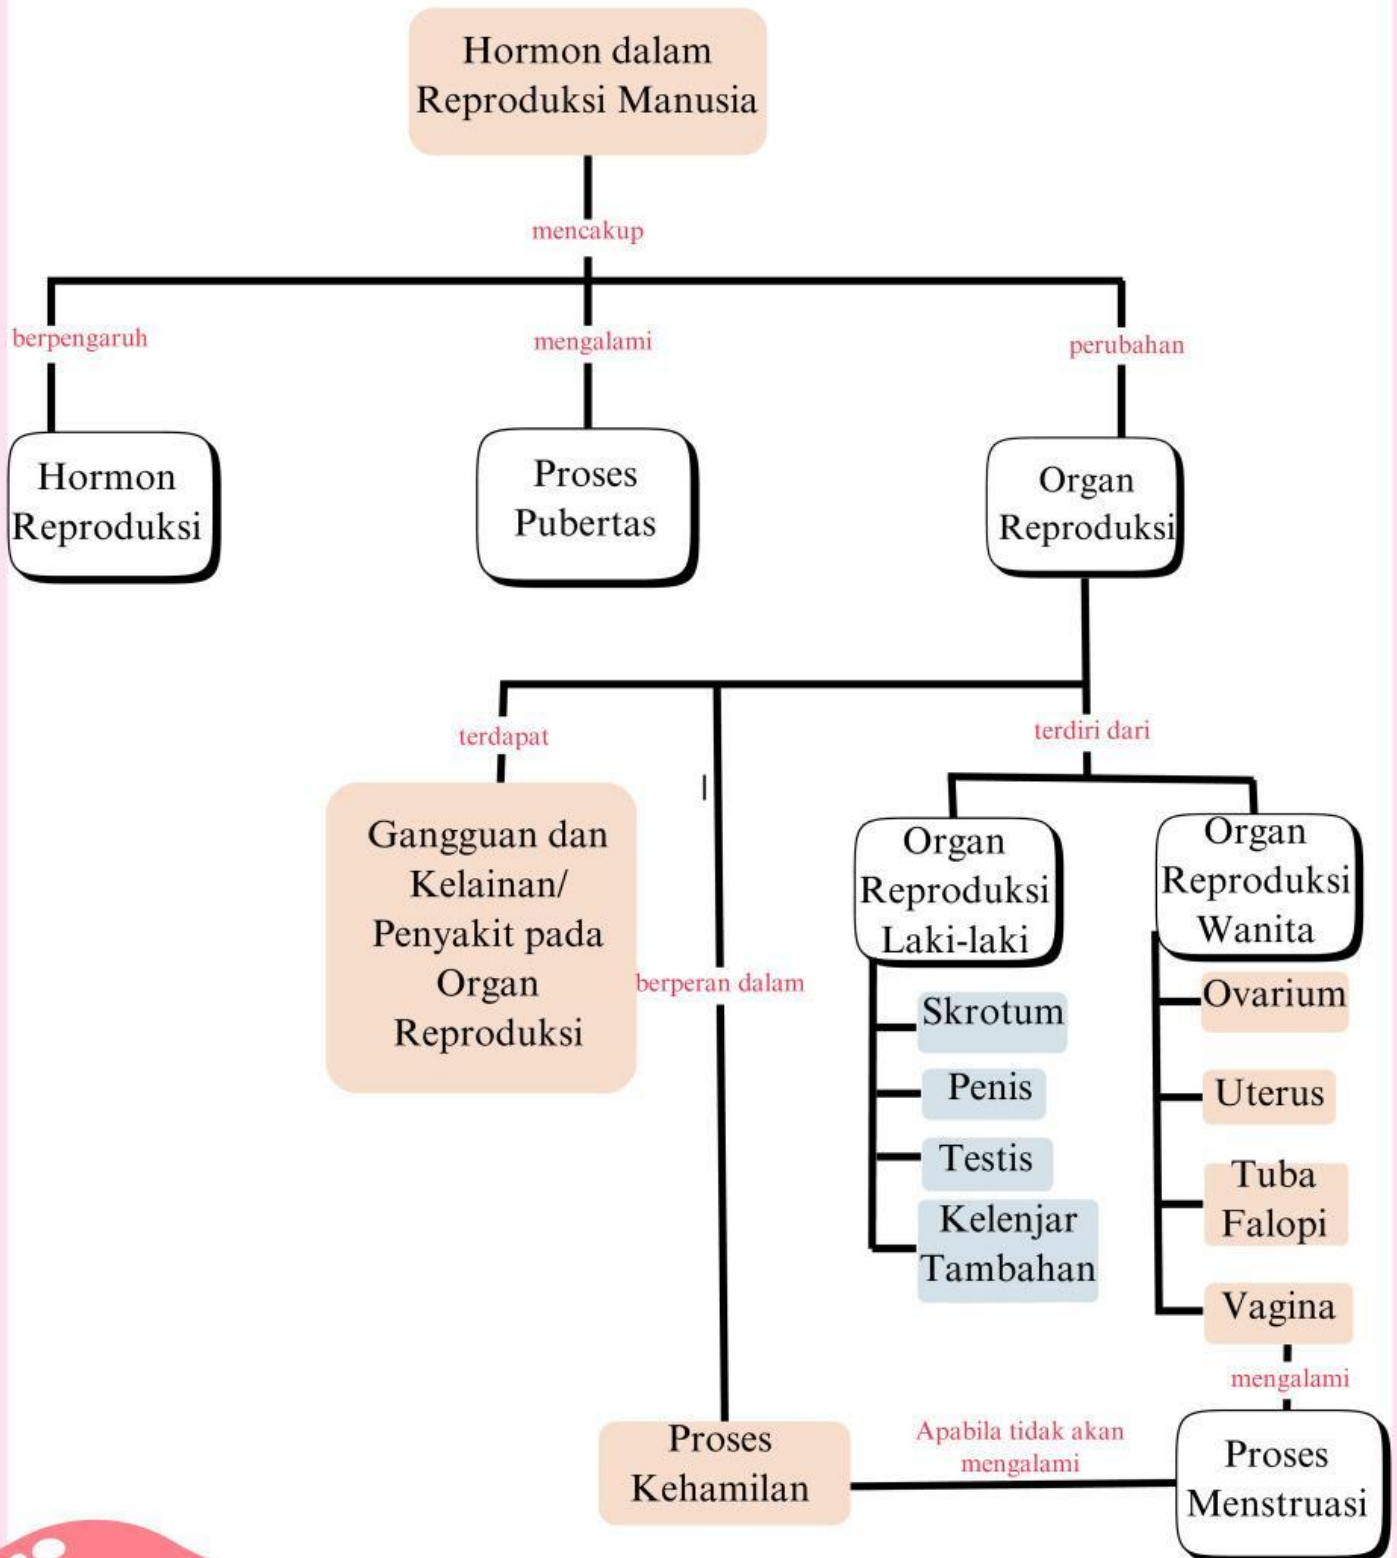 Hormon dalam
Reproduksi Manusia
mencakup
berpengaruh
mengalami
perubahan
Hormon
Reproduksi
Proses
Pubertas
Organ
Reproduksi
terdapat
terdiri dari
Gangguan dan
Kelainan/
Penyakit pada
Organ
Reproduksi
berperan dalam
Organ
Reproduksi
Laki-laki
Skrotum
Penis
Testis
Kelenjar
Tambahan
Organ
Reproduksi
Wanita
Ovarium
Uterus
Tuba
Falopi
Vagina
mengalami
Proses
Kehamilan
Apabila tidak akan
mengalami
Proses
Menstruasi